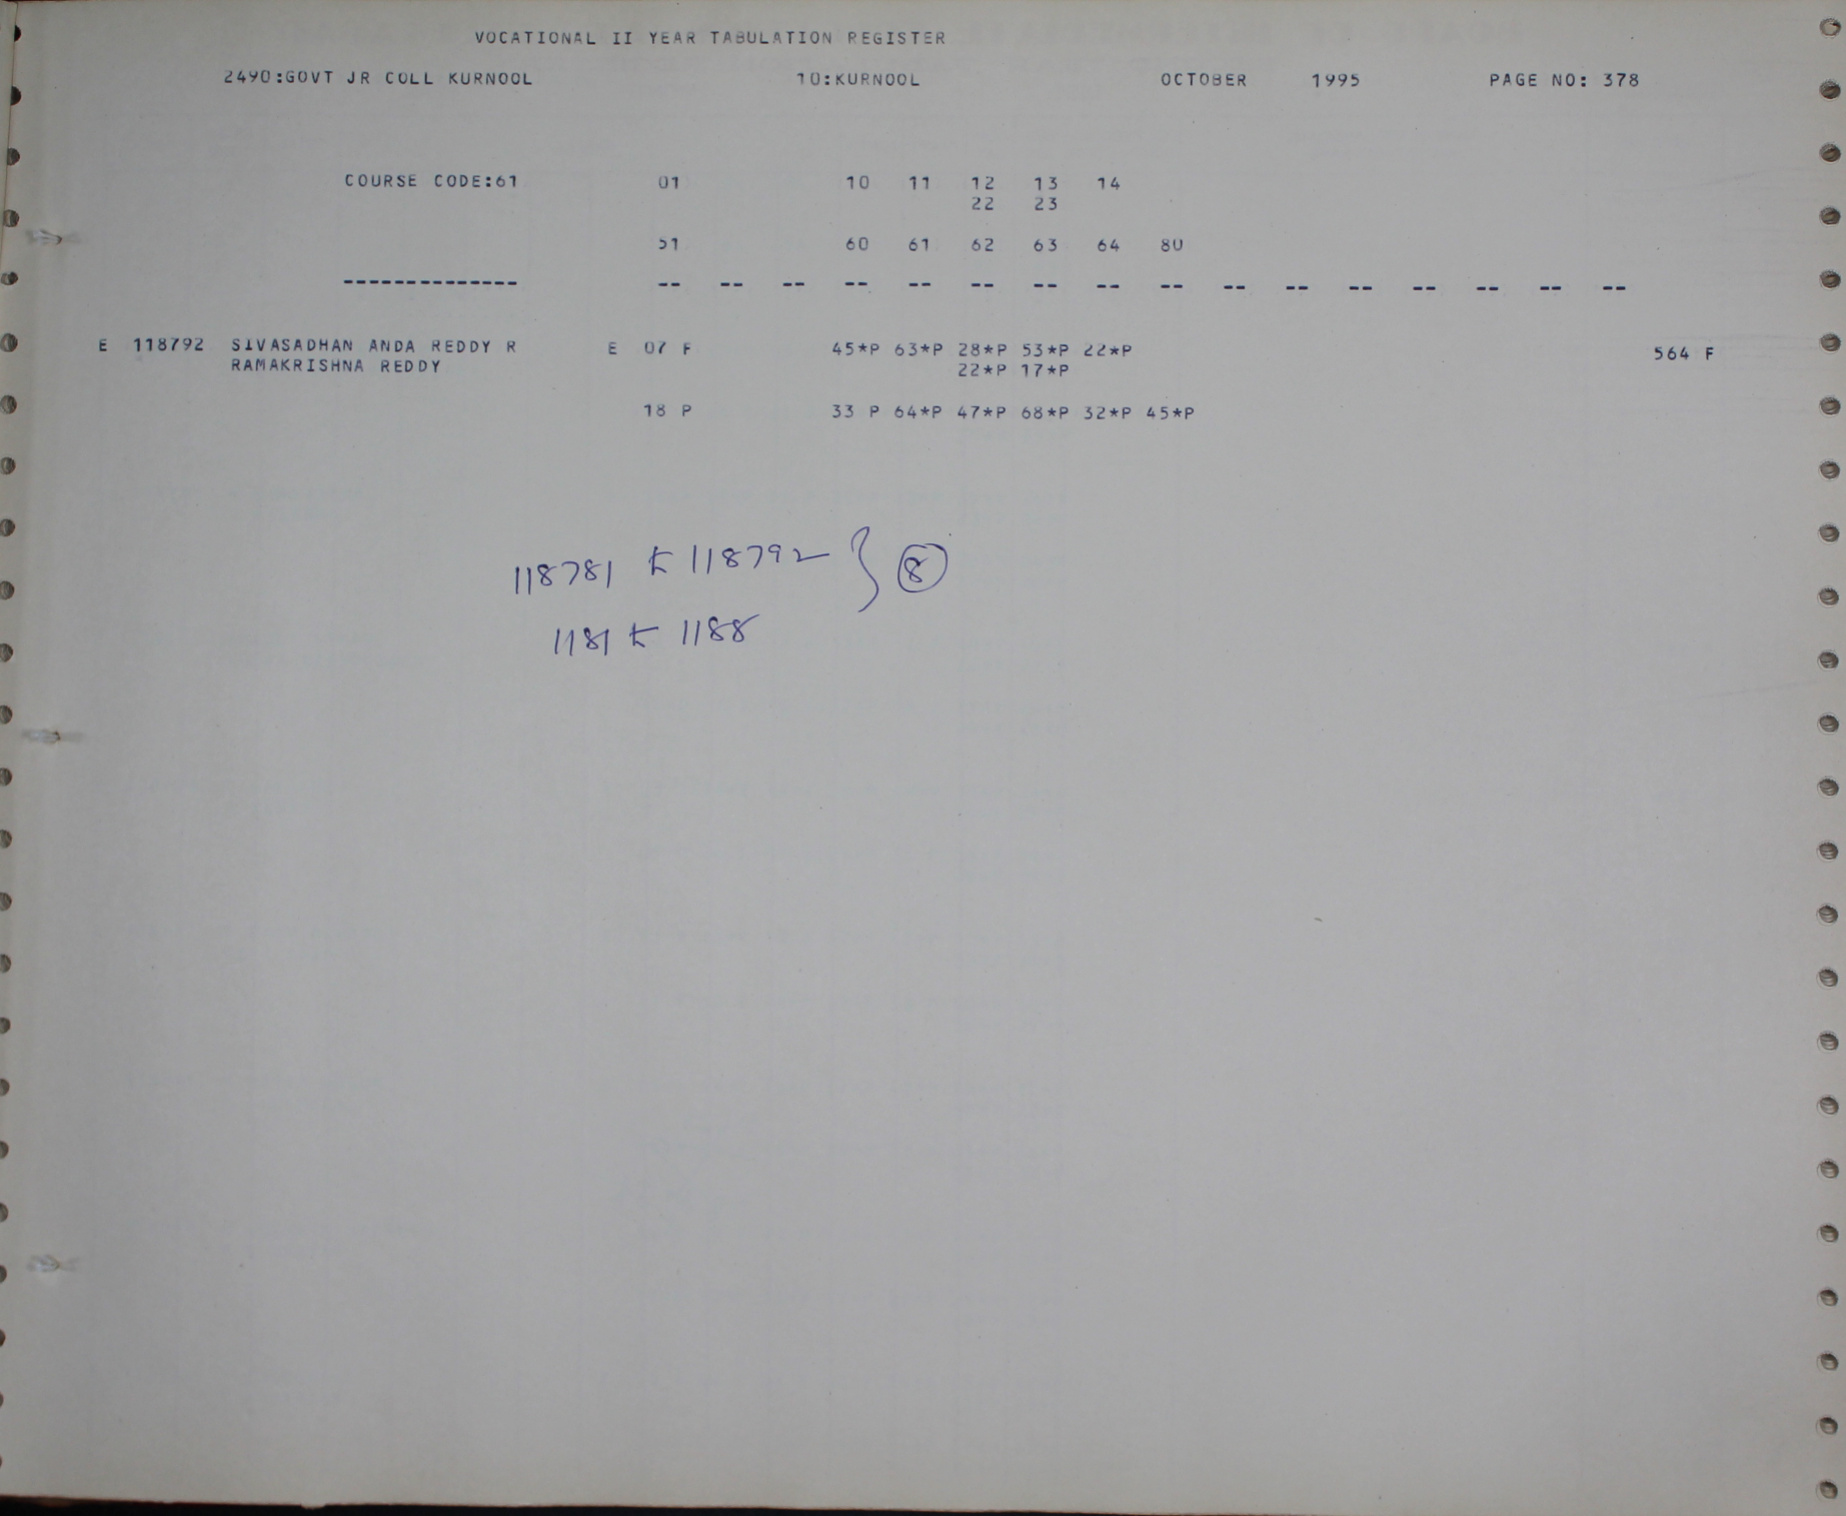 VOCATIONAL II YEAR TABULATION REGISTER
2490:GOVT JR COLL KURNOOL 10:KURNOOL OCTOBER 1995 PAGE NO: 378
COURSE CODE:61 01 10 11 12 13 14
22 23
51 60 61 62 63 64 80
-------------- -- -- -- -- -- -- -- -- -- -- -- -- -- -- -- --
E 118792 SIVASADHAN ANDA REDDY R E 07 F 45*P 63*P 28*P 53*P 22*P 564 F
RAMAKRISHNA REDDY 22*P 17*P
18 P 33 P 64*P 47*P 68*P 32*P 45*P
118781 to 118792 } 8
1181 to 1188